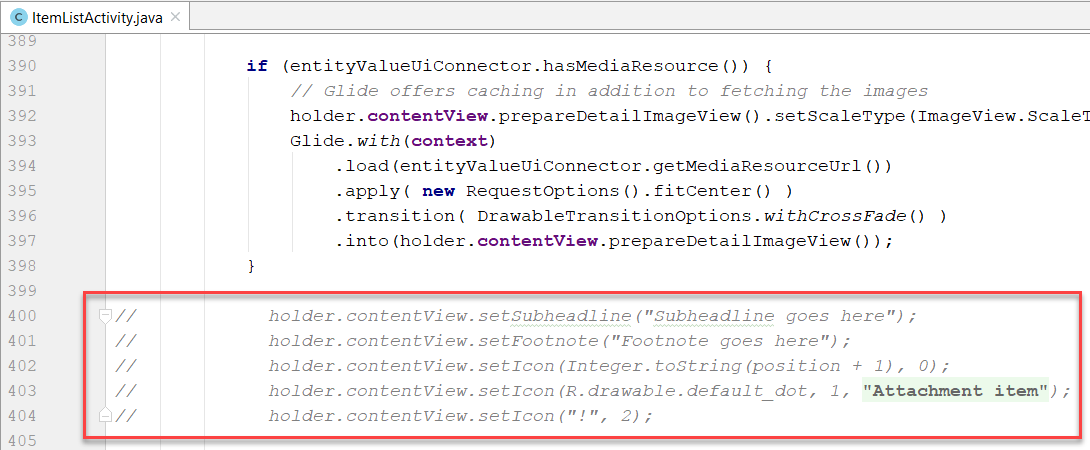 C ItemListActivity.java ×
389
390 if (entityValueUiConnector.hasMediaResource()) {
391 // Glide offers caching in addition to fetching the images
392 holder.contentView.prepareDetailImageView().setScaleType(ImageView.ScaleT
393 Glide.with(context)
394 .load(entityValueUiConnector.getMediaResourceUrl())
395 .apply( new RequestOptions().fitCenter() )
396 .transition( DrawableTransitionOptions.withCrossFade() )
397 .into(holder.contentView.prepareDetailImageView());
398 }
399
400 // holder.contentView.setSubheadline("Subheadline goes here");
401 // holder.contentView.setFootnote("Footnote goes here");
402 // holder.contentView.setIcon(Integer.toString(position + 1), 0);
403 // holder.contentView.setIcon(R.drawable.default_dot, 1, "Attachment item");
404 // holder.contentView.setIcon("!", 2);
405